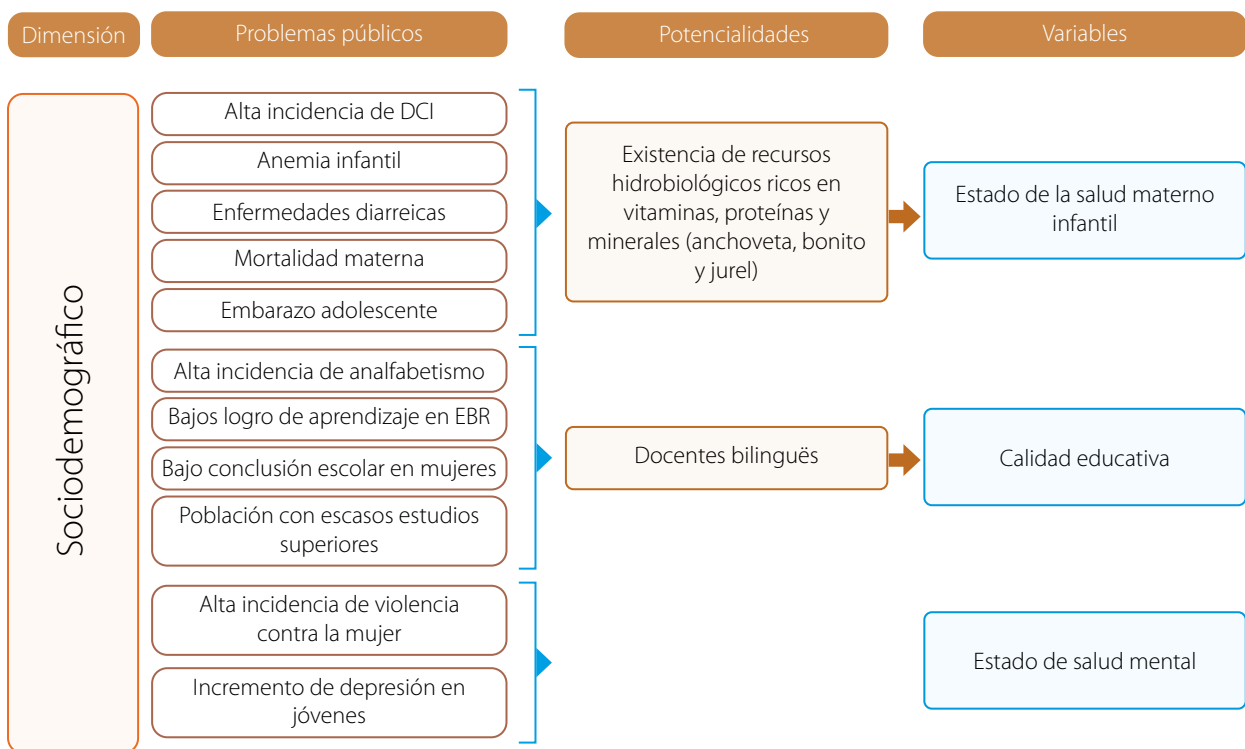 Dimensión
Problemas públicos
Potencialidades
Variables
Sociodemográfico
Alta incidencia de DCI
Anemia infantil
Enfermedades diarreicas
Mortalidad materna
Embarazo adolescente
Existencia de recursos
hidrobiológicos ricos en
vitaminas, proteínas y
minerales (anchoveta, bonito
y jurel)
Estado de la salud materno
infantil
Alta incidencia de analfabetismo
Bajos logro de aprendizaje en EBR
Bajo conclusión escolar en mujeres
Población con escasos estudios
superiores
Docentes bilinguës
Calidad educativa
Alta incidencia de violencia
contra la mujer
Incremento de depresión en
jóvenes
Estado de salud mental